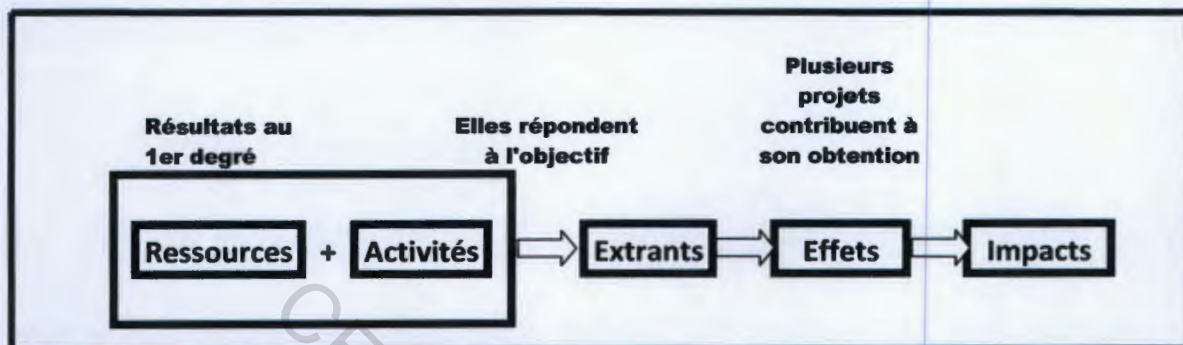 Plusieurs
projets
Résultats au Elles répondent contribuent à
1er degré à l'objectif son obtention
Ressources + Activités Extrants Effets Impacts